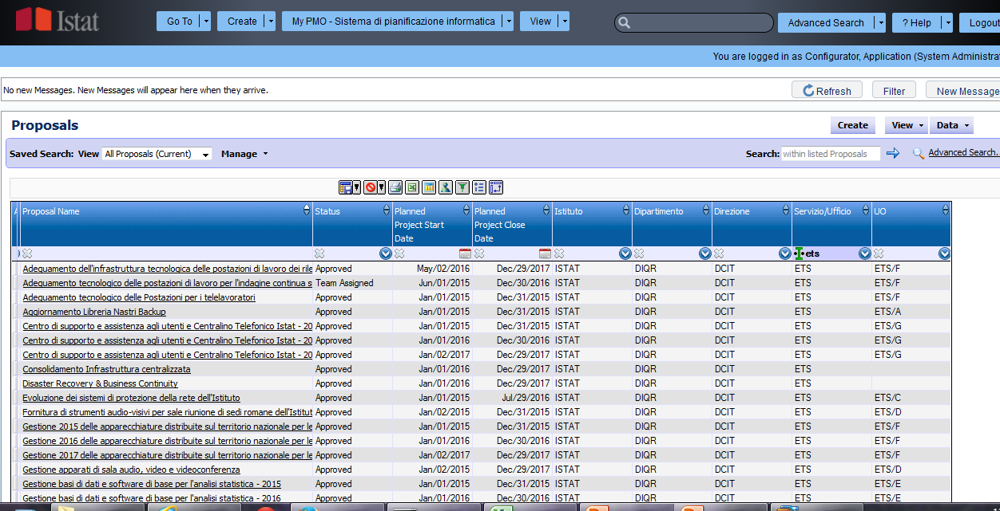 Istat
Go To Create My PMO - Sistema di pianificazione informatica View Advanced Search ? Help Logout
You are logged in as Configurator, Application (System Administra
No new Messages. New Messages will appear here when they arrive. Refresh Filter New Message
Proposals Create View Data
Saved Search: View All Proposals (Current) Manage Search: within listed Proposals Advanced Search.
Proposal Name Status Planned Project Start Date Planned Project Close Date Istituto Dipartimento Direzione Servizio/Ufficio UO
ets
Adeguamento dell'infrastruttura tecnologica delle postazioni di lavoro dei rile Approved May/02/2016 Dec/29/2017 ISTAT DIQR DCIT ETS ETS/F
Adeguamento tecnologico delle postazioni di lavoro per l'indagine continua s Team Assigned Jun/01/2015 Dec/30/2016 ISTAT DIQR DCIT ETS ETS/F
Adeguamento tecnologico delle Postazioni per i telelavoratori Approved Jan/01/2015 Dec/31/2015 ISTAT DIQR DCIT ETS ETS/F
Aggiornamento Libreria Nastri Backup Approved Jan/01/2015 Dec/31/2015 ISTAT DIQR DCIT ETS ETS/A
Centro di supporto e assistenza agli utenti e Centralino Telefonico Istat - 20 Approved Jan/01/2015 Dec/31/2015 ISTAT DIQR DCIT ETS ETS/G
Centro di supporto e assistenza agli utenti e Centralino Telefonico Istat - 20 Approved Jan/01/2016 Dec/30/2016 ISTAT DIQR DCIT ETS ETS/G
Centro di supporto e assistenza agli utenti e Centralino Telefonico Istat - 20 Approved Jan/02/2017 Dec/29/2017 ISTAT DIQR DCIT ETS ETS/G
Consolidamento Infrastruttura centralizzata Approved Jan/01/2016 Dec/29/2017 ISTAT DIQR DCIT ETS
Disaster Recovery & Business Continuity Approved Jan/01/2016 Dec/29/2017 ISTAT DIQR DCIT ETS
Evoluzione dei sistemi di protezione della rete dell'Istituto Approved Jan/01/2015 Jul/29/2016 ISTAT DIQR DCIT ETS ETS/C
Fornitura di strumenti audio-visivi per sale riunione di sedi romane dell'Istitut Approved Jan/02/2015 Dec/31/2015 ISTAT DIQR DCIT ETS ETS/D
Gestione 2015 delle apparecchiature distribuite sul territorio nazionale per le Approved Jan/01/2015 Dec/31/2015 ISTAT DIQR DCIT ETS ETS/F
Gestione 2016 delle apparecchiature distribuite sul territorio nazionale per le Approved Jan/01/2016 Dec/30/2016 ISTAT DIQR DCIT ETS ETS/F
Gestione 2017 delle apparecchiature distribuite sul territorio nazionale per le Approved Jan/02/2017 Dec/29/2017 ISTAT DIQR DCIT ETS ETS/F
Gestione apparati di sala audio, video e videoconferenza Approved Jan/02/2015 Dec/29/2017 ISTAT DIQR DCIT ETS ETS/D
Gestione basi di dati e software di base per l'analisi statistica - 2015 Approved Jan/01/2015 Dec/31/2015 ISTAT DIQR DCIT ETS ETS/E
Gestione basi di dati e software di base per l'analisi statistica - 2016 Approved Jan/01/2016 Dec/30/2016 ISTAT DIQR DCIT ETS ETS/E